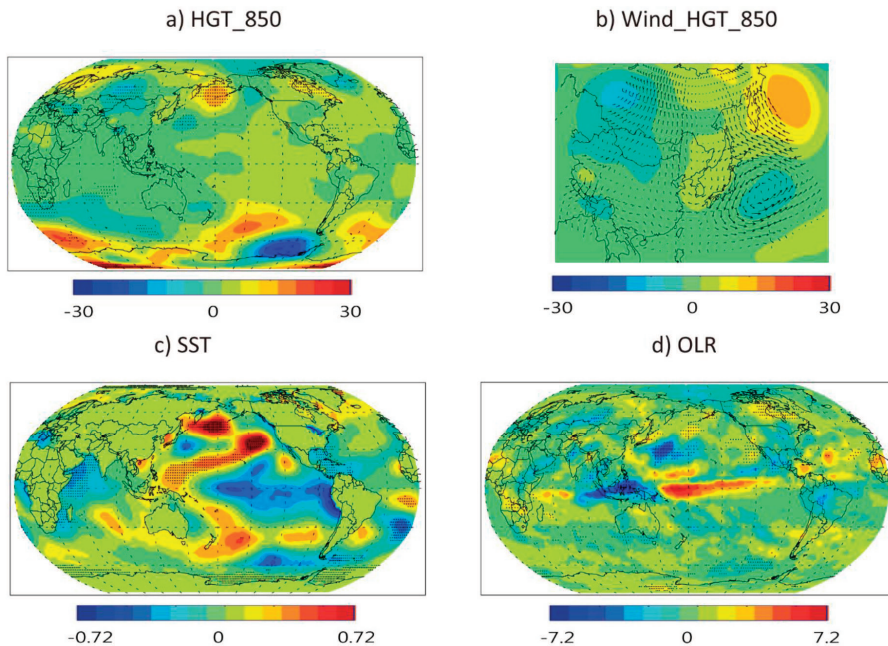 a) HGT_850
b) Wind_HGT_850
-30 0 30
-30 0 30
c) SST
d) OLR
-0.72 0 0.72
-7.2 0 7.2